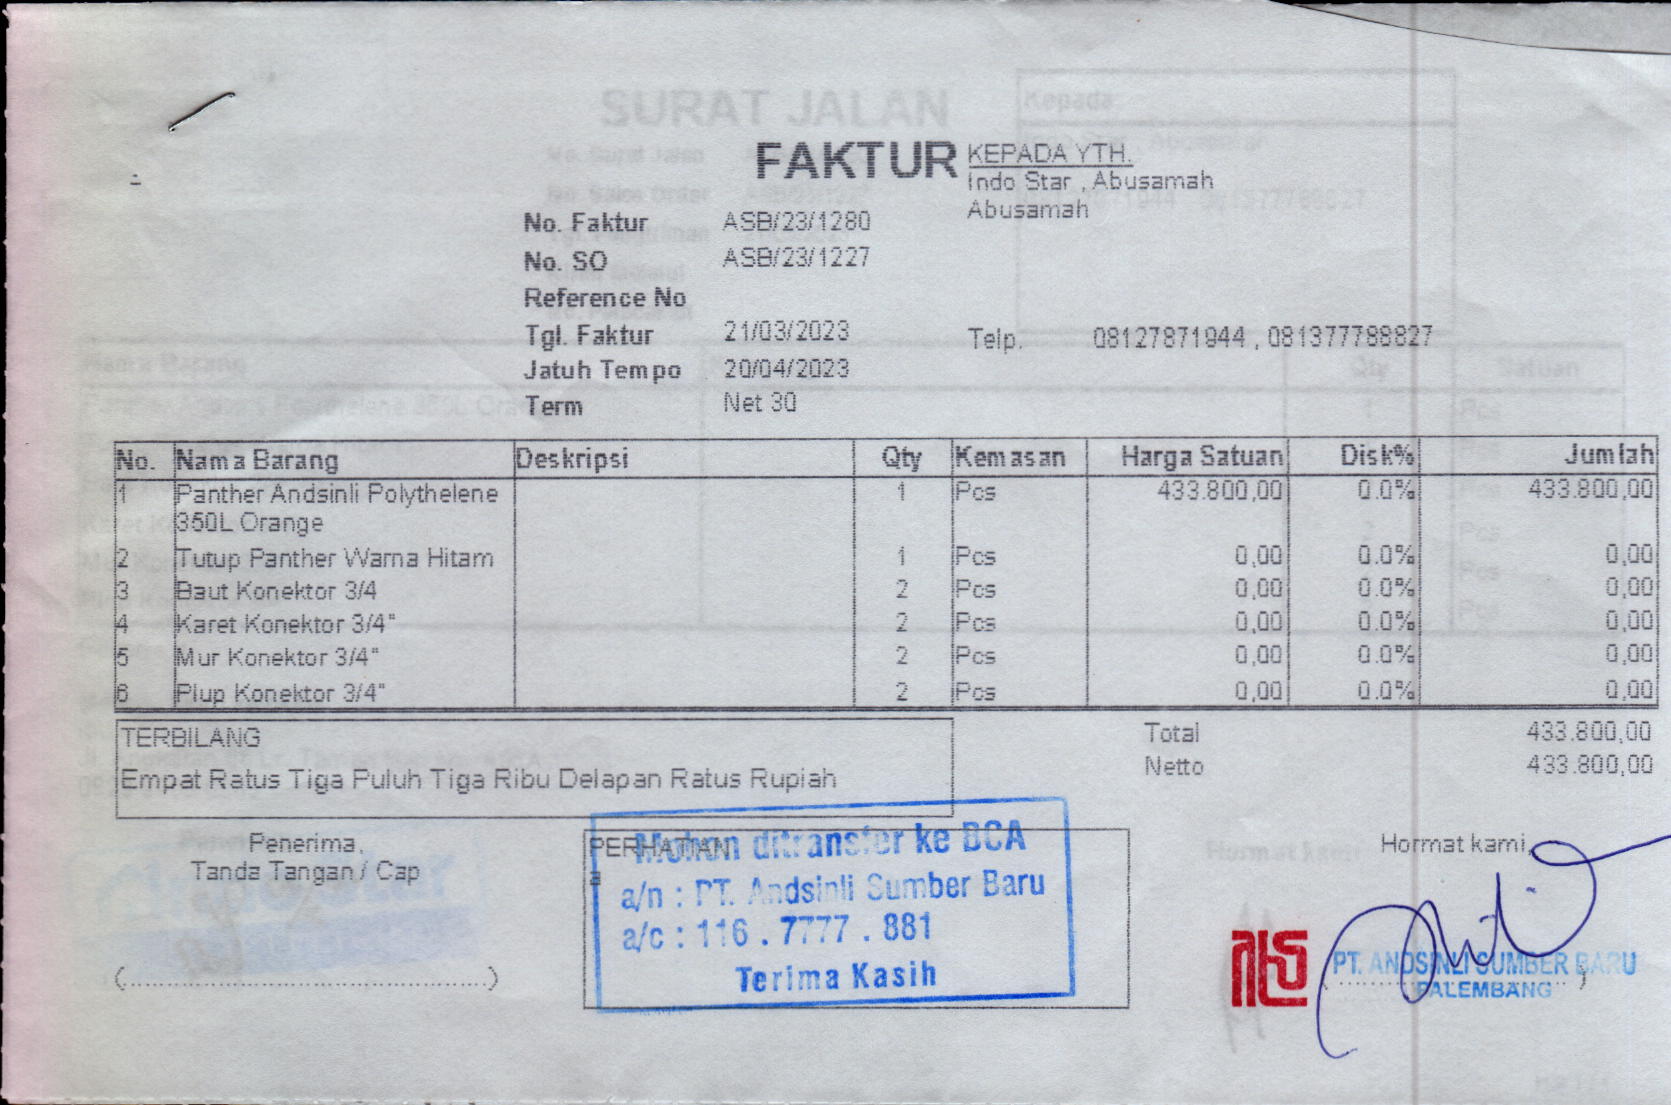 SURAT JALAN
Kepada
FAKTUR
KEPADA YTH.
Indo Star , Abusamah
Abusamah
No. Faktur ASB/23/1280
No. SO ASB/23/1227
Reference No
Tgl. Faktur 21/03/2023
Telp. 08127871944 , 081377788827
Jatuh Tempo 20/04/2023
Term Net 30
No. Nama Barang Deskripsi Qty Kemasan Harga Satuan Disk% Jumlah
1 Panther Andsinli Polythelene 1 Pcs 433.800,00 0.0% 433.800,00
350L Orange
2 Tutup Panther Warna Hitam 1 Pcs 0,00 0.0% 0,00
3 Baut Konektor 3/4 2 Pcs 0,00 0.0% 0,00
4 Karet Konektor 3/4" 2 Pcs 0,00 0.0% 0,00
5 Mur Konektor 3/4" 2 Pcs 0,00 0.0% 0,00
6 Plup Konektor 3/4" 2 Pcs 0,00 0.0% 0,00
TERBILANG
Empat Ratus Tiga Puluh Tiga Ribu Delapan Ratus Rupiah
Total 433.800,00
Netto 433.800,00
Penerima,
Tanda Tangan / Cap
(..............................................)
PERHATIAN
a
Mohon ditransfer ke BCA
a/n : PT. Andsinli Sumber Baru
a/c : 116 . 7777 . 881
Terima Kasih
Hormat kami,
PT. ANDSINLI SUMBER BARU
PALEMBANG